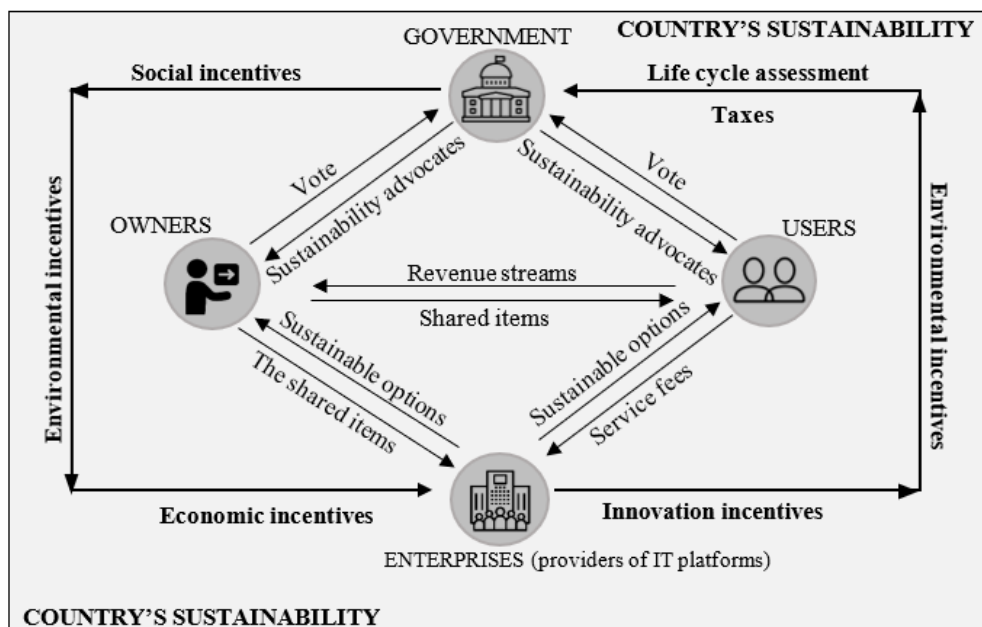 GOVERNMENT
COUNTRY’S SUSTAINABILITY
Social incentives
Life cycle assessment
Taxes
Vote
Sustainability advocates
Sustainability advocates
Vote
OWNERS
USERS
Environmental incentives
Environmental incentives
Revenue streams
Shared items
Sustainable options
The shared items
Sustainable options
Service fees
Economic incentives
Innovation incentives
ENTERPRISES (providers of IT platforms)
COUNTRY’S SUSTAINABILITY